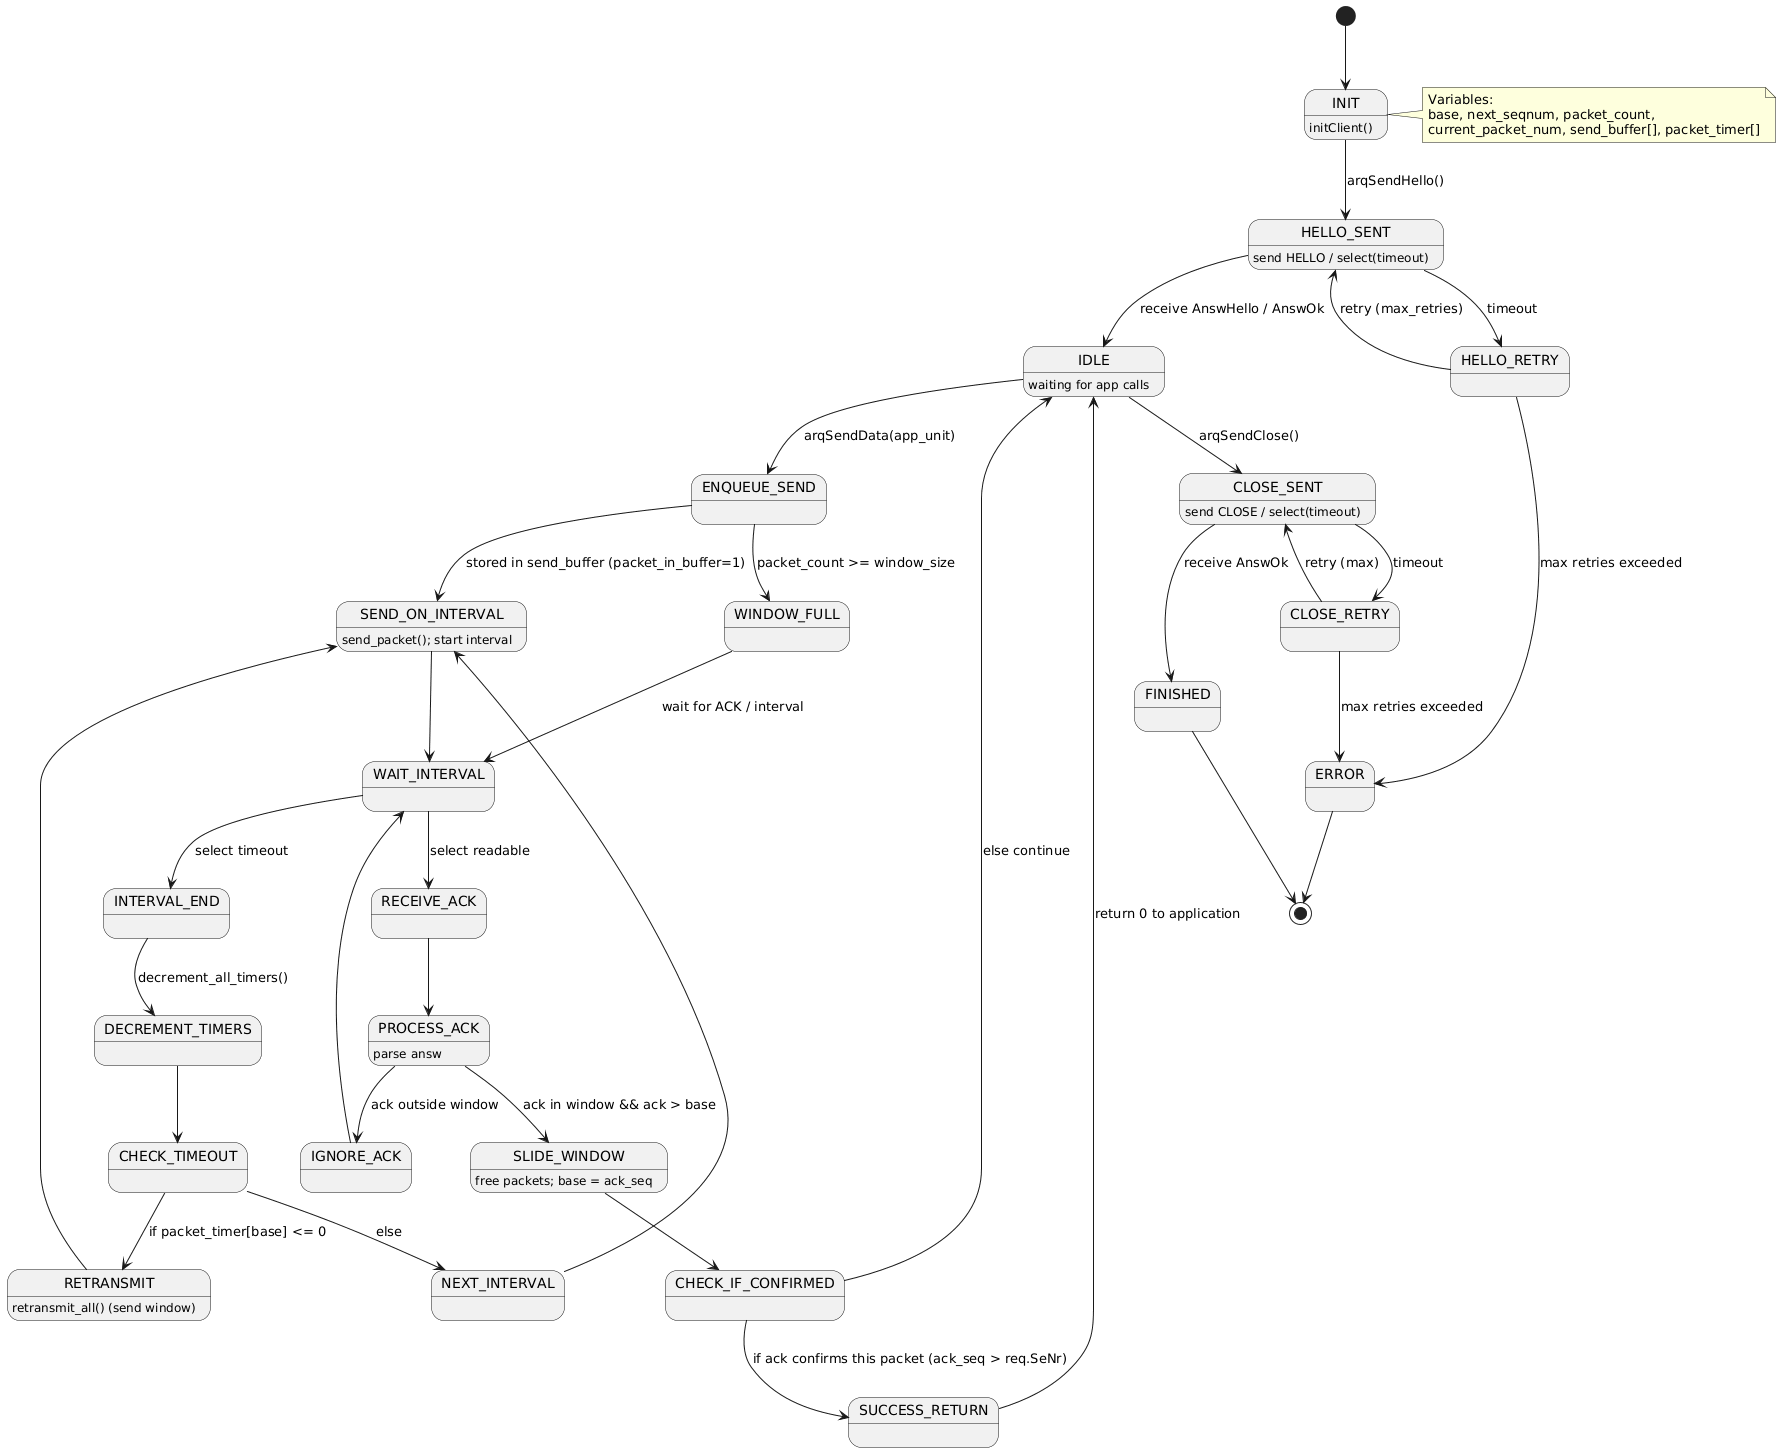 INIT
initClient()
Variables:
base, next_seqnum, packet_count,
current_packet_num, send_buffer[], packet_timer[]
arqSendHello()
HELLO_SENT
send HELLO / select(timeout)
receive AnswHello / AnswOk
retry (max_retries)
timeout
IDLE
waiting for app calls
HELLO_RETRY
arqSendData(app_unit)
arqSendClose()
ENQUEUE_SEND
CLOSE_SENT
send CLOSE / select(timeout)
stored in send_buffer (packet_in_buffer=1)
packet_count >= window_size
receive AnswOk
retry (max)
timeout
max retries exceeded
SEND_ON_INTERVAL
send_packet(); start interval
WINDOW_FULL
CLOSE_RETRY
wait for ACK / interval
FINISHED
max retries exceeded
WAIT_INTERVAL
ERROR
select timeout
select readable
else continue
INTERVAL_END
RECEIVE_ACK
return 0 to application
decrement_all_timers()
DECREMENT_TIMERS
PROCESS_ACK
parse answ
ack outside window
ack in window && ack > base
CHECK_TIMEOUT
IGNORE_ACK
SLIDE_WINDOW
free packets; base = ack_seq
if packet_timer[base] <= 0
else
RETRANSMIT
retransmit_all() (send window)
NEXT_INTERVAL
CHECK_IF_CONFIRMED
if ack confirms this packet (ack_seq > req.SeNr)
SUCCESS_RETURN